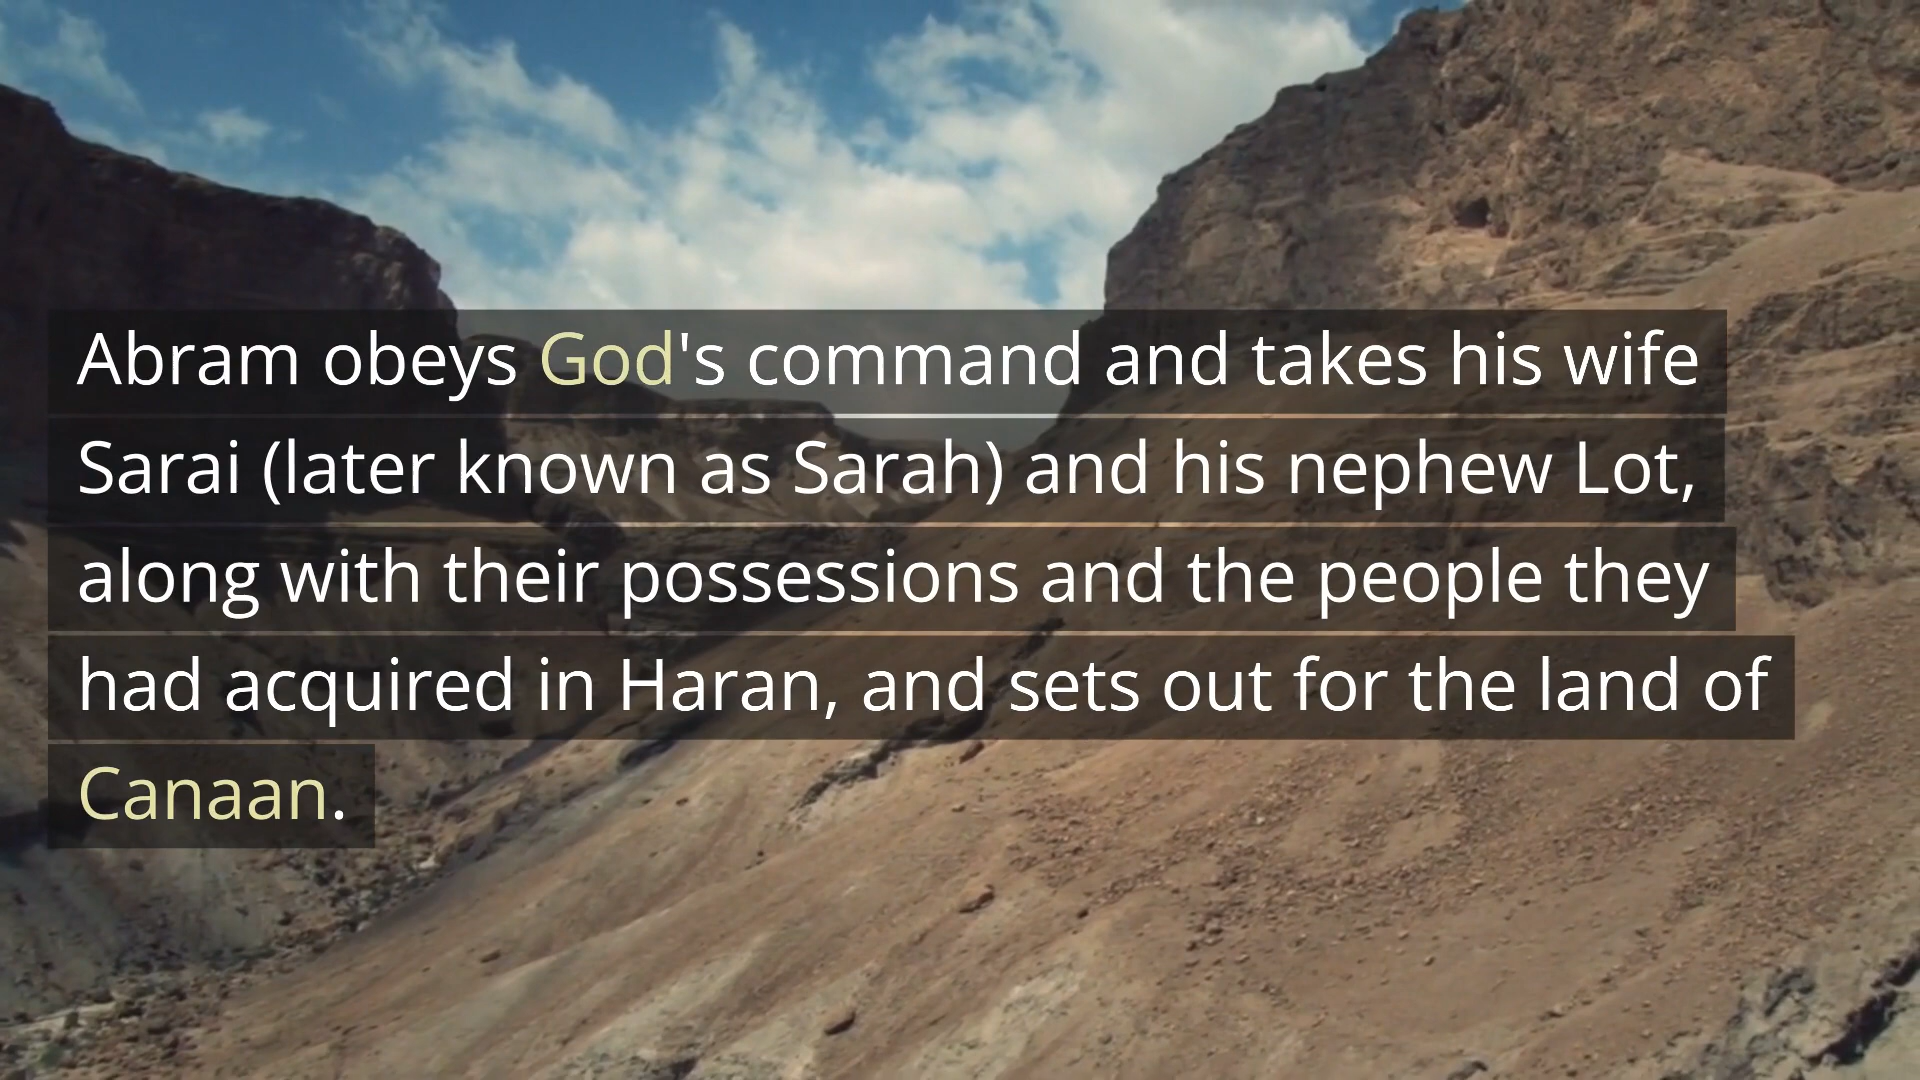 Abram obeys God's command and takes his wife
Sarai (later known as Sarah) and his nephew Lot,
along with their possessions and the people they
had acquired in Haran, and sets out for the land of
Canaan.